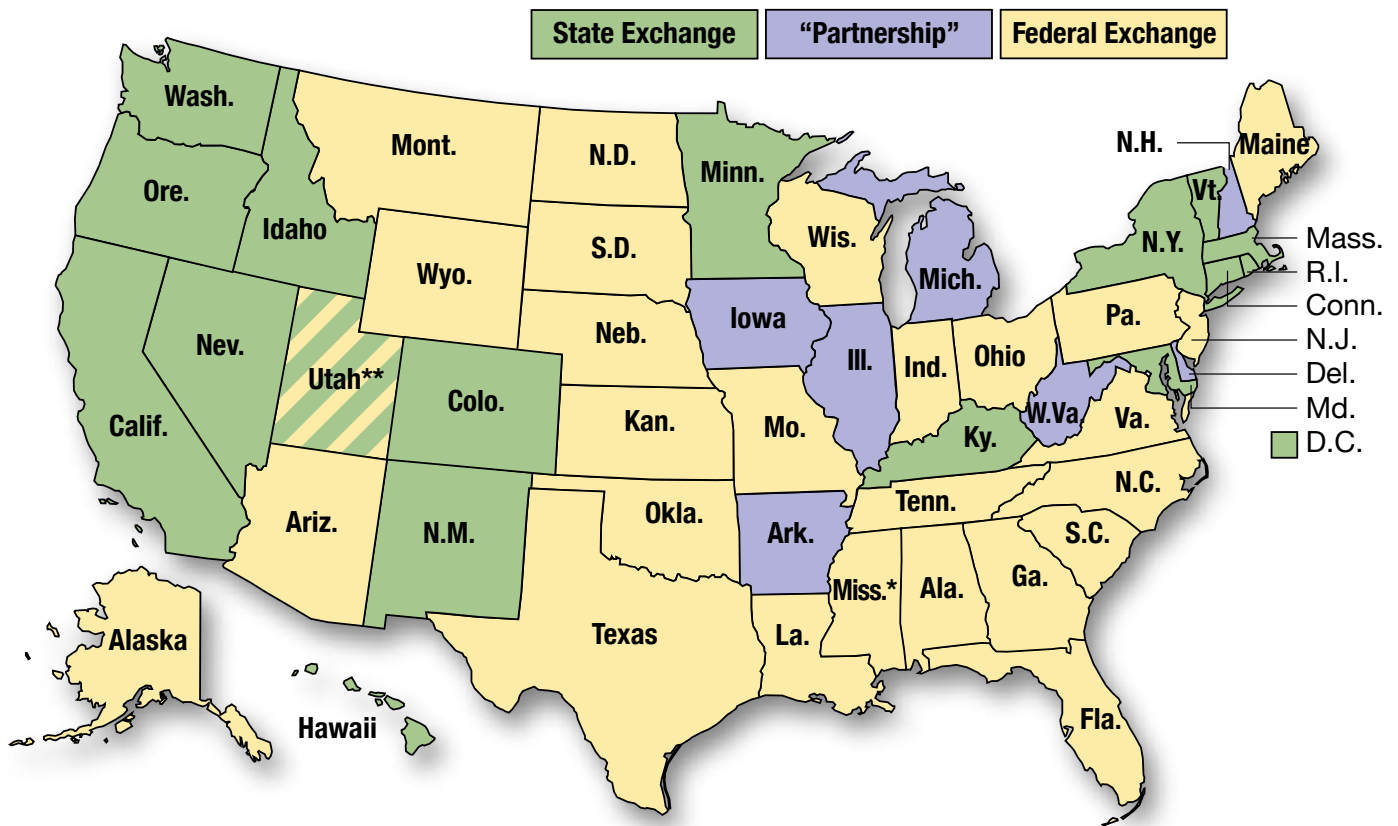 State Exchange
“Partnership”
Federal Exchange
Wash.
Mont.
N.D.
Minn.
N.H.
Maine
Ore.
Idaho
Vt.
Wis.
N.Y.
Mass.
S.D.
Wyo.
Mich.
R.I.
Conn.
Iowa
Pa.
Neb.
N.J.
Nev.
Ill.
Ind.
Ohio
Utah**
Del.
Colo.
Md.
Calif.
Kan.
Mo.
W.Va.
Va.
Ky.
D.C.
N.C.
Tenn.
Ariz.
Okla.
N.M.
Ark.
S.C.
Miss.*
Ala.
Ga.
Texas
La.
Alaska
Fla.
Hawaii